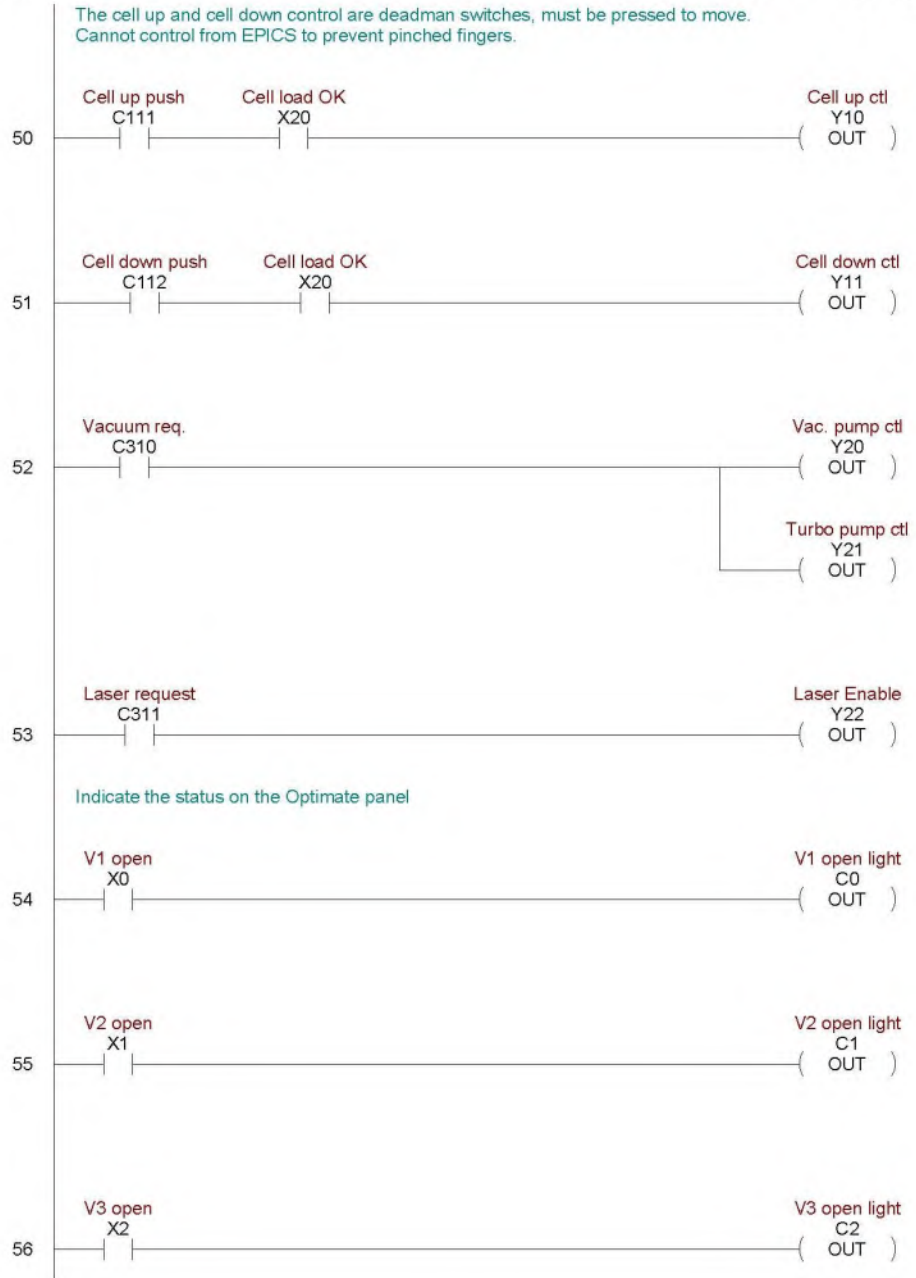 The cell up and cell down control are deadman switches, must be pressed to move.
Cannot control from EPICS to prevent pinched fingers.
Cell up push Cell load OK Cell up ctl
C111 X20 Y10
50 OUT
Cell down push Cell load OK Cell down ctl
C112 X20 Y11
51 OUT
Vacuum req. Vac. pump ctl
C310 Y20
52 OUT
Turbo pump ctl
Y21
OUT
Laser request Laser Enable
C311 Y22
53 OUT
Indicate the status on the Optimate panel
V1 open V1 open light
X0 C0
54 OUT
V2 open V2 open light
X1 C1
55 OUT
V3 open V3 open light
X2 C2
56 OUT